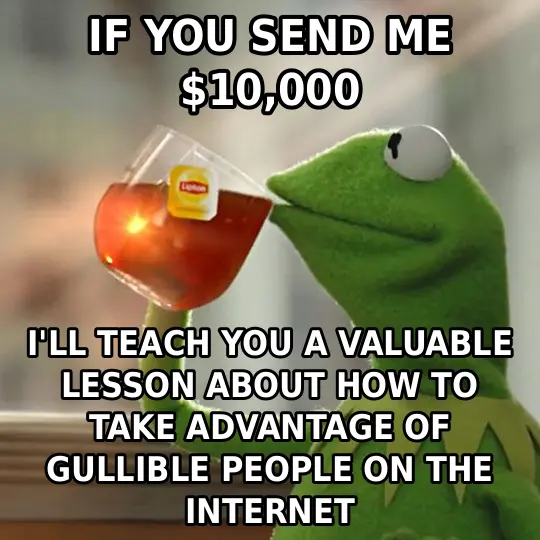 IF YOU SEND ME
$10,000
Lipton
I'LL TEACH YOU A VALUABLE
LESSON ABOUT HOW TO
TAKE ADVANTAGE OF
GULLIBLE PEOPLE ON THE
INTERNET